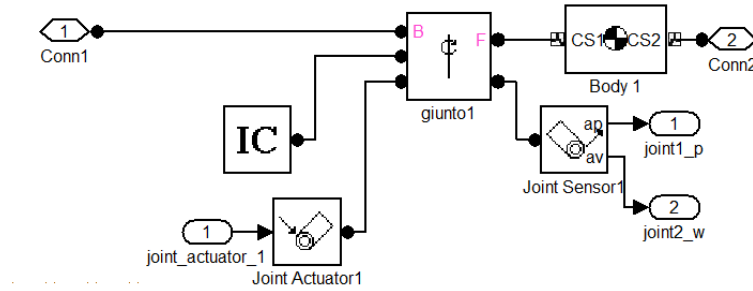 1
Conn1
B
F
giunto1
CS1 CS2
Body 1
2
Conn2
IC
ap
av
Joint Sensor1
1
joint1_p
2
joint2_w
1
joint_actuator_1
Joint Actuator1